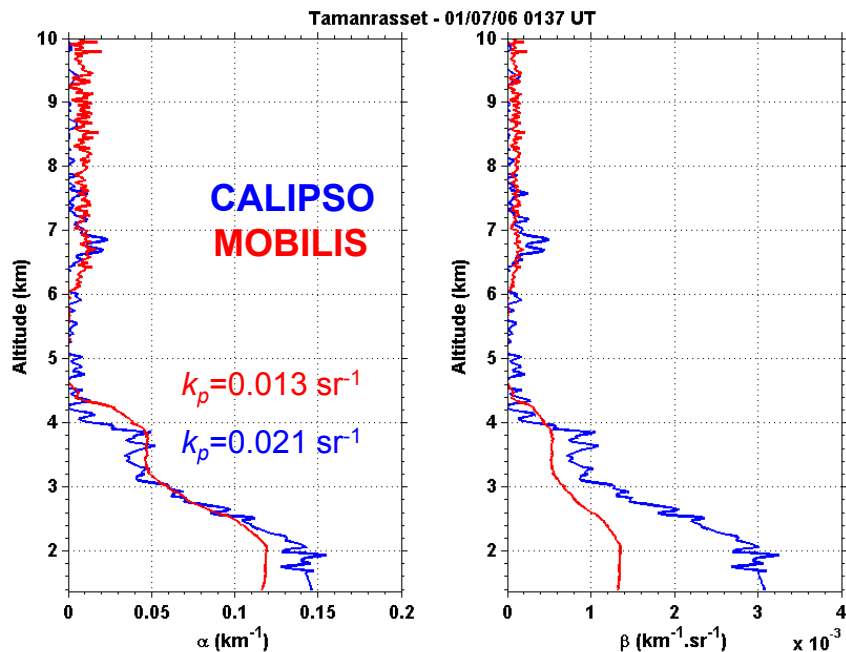 Tamanrasset - 01/07/06 0137 UT
10
9
8
7
6
5
4
3
2
Altitude (km)
0 0.05 0.1 0.15 0.2
α (km⁻¹)
CALIPSO
MOBILIS
kₚ=0.013 sr⁻¹
kₚ=0.021 sr⁻¹
10
9
8
7
6
5
4
3
2
Altitude (km)
0 1 2 3 4
β (km⁻¹.sr⁻¹)
x 10⁻³